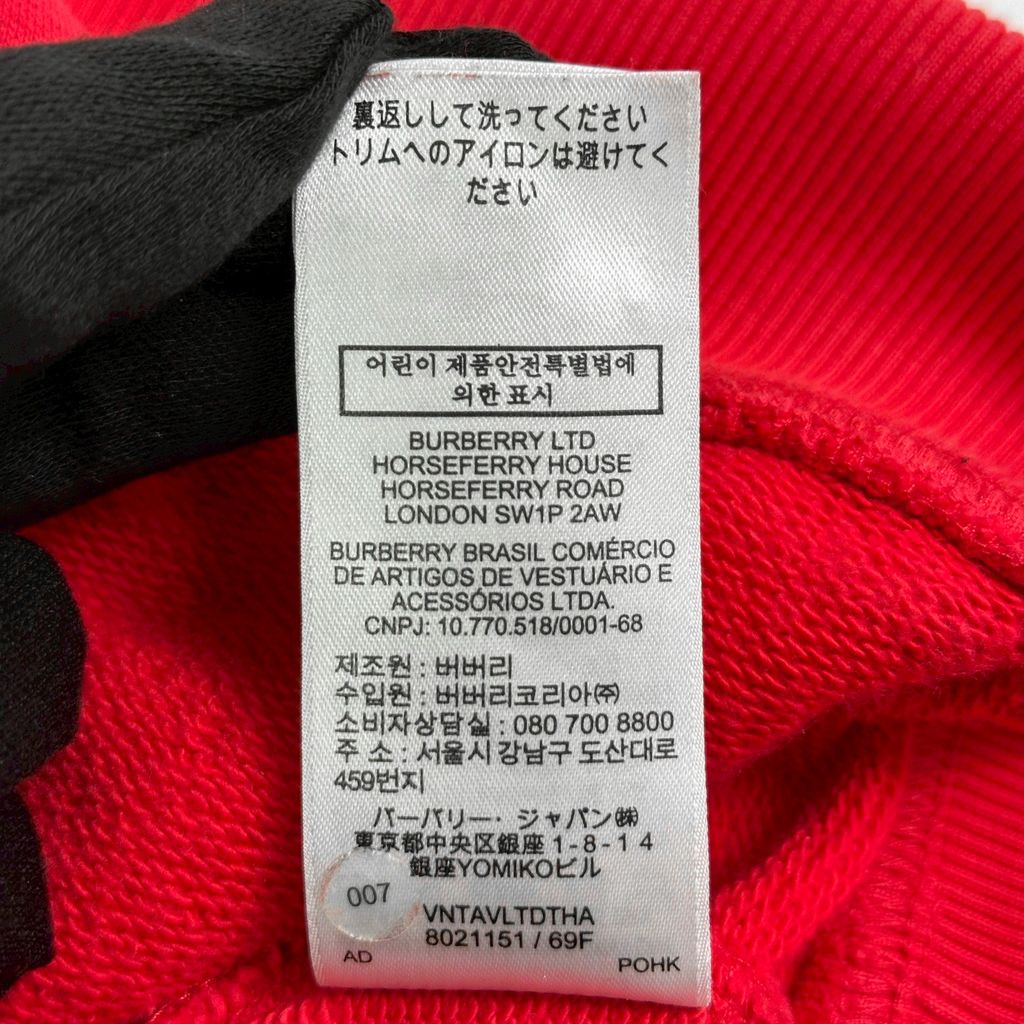 裏返しして洗ってください
トリムへのアイロンは避けてく
ださい
어린이 제품안전특별법에
의한 표시
BURBERRY LTD
HORSEFERRY HOUSE
HORSEFERRY ROAD
LONDON SW1P 2AW
BURBERRY BRASIL COMÉRCIO
DE ARTIGOS DE VESTUÁRIO E
ACESSÓRIOS LTDA.
CNPJ: 10.770.518/0001-68
제조원 : 버버리
수입원 : 버버리코리아㈜
소비자상담실 : 080 700 8800
주 소 : 서울시 강남구 도산대로
459번지
バーバリー・ジャパン㈱
東京都中央区銀座 1-8-1 4
銀座YOMIKOビル
007
VNTAVLTDTHA
8021151 / 69F
AD
POHK